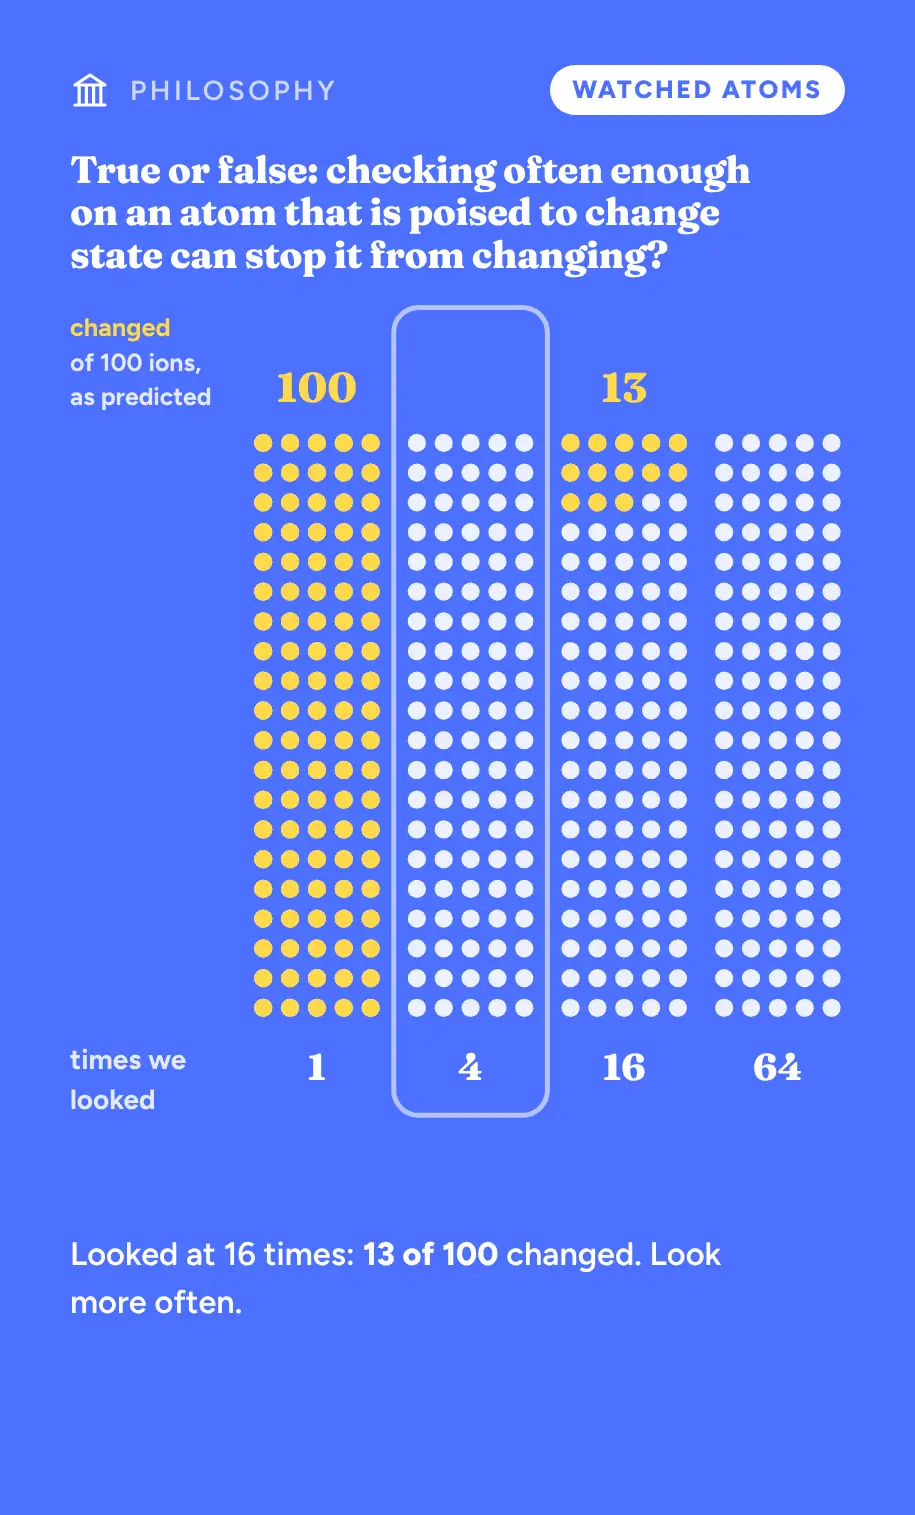 PHILOSOPHY
WATCHED ATOMS
True or false: checking often enough
on an atom that is poised to change
state can stop it from changing?
changed
of 100 ions,
as predicted
100
13
times we
looked
1
4
16
64
Looked at 16 times: 13 of 100 changed. Look
more often.